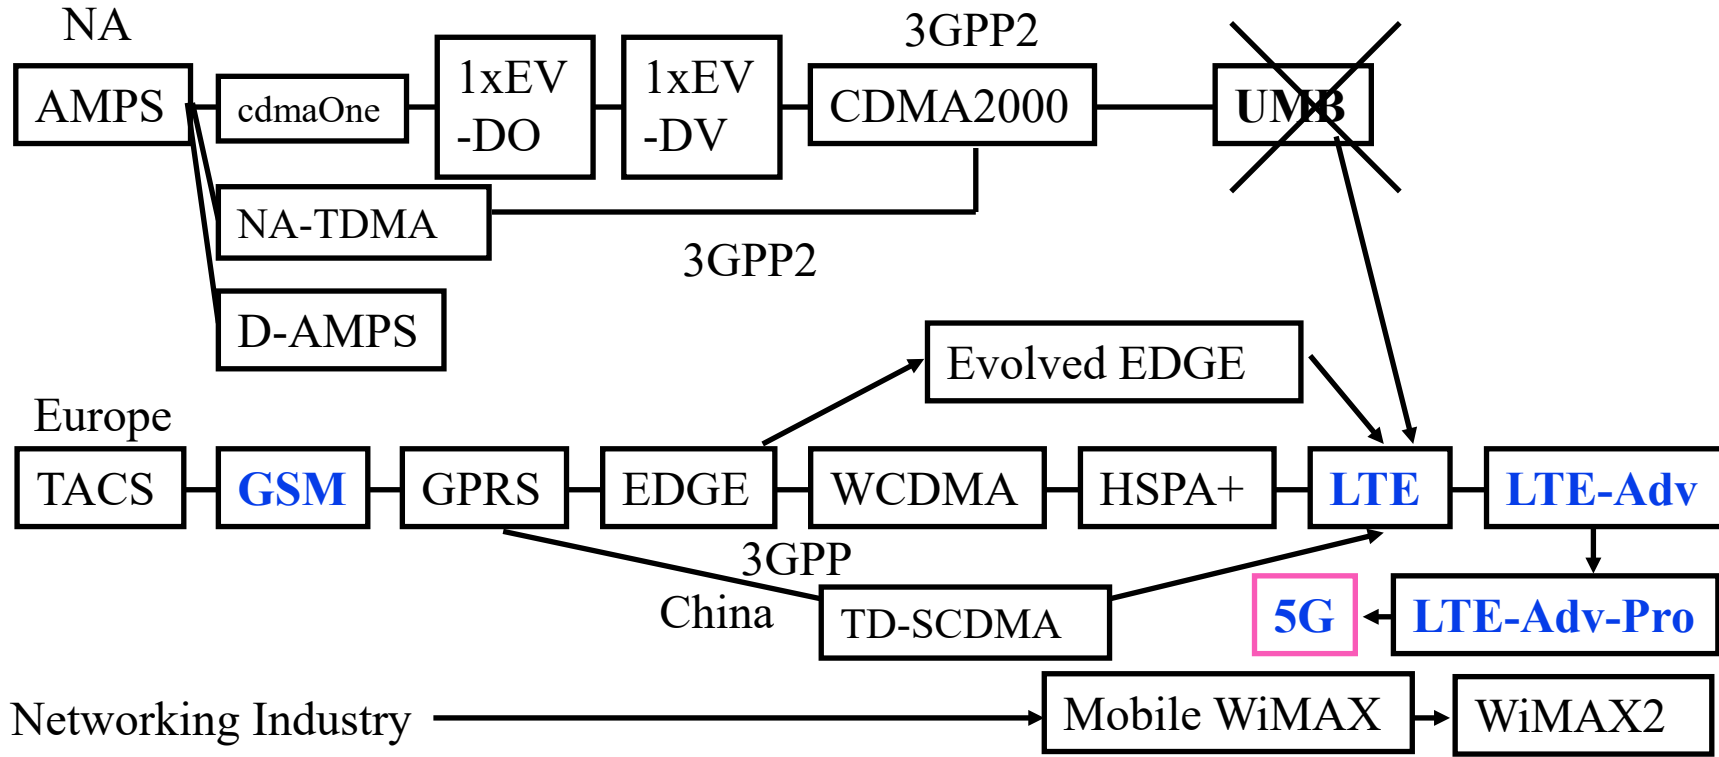 NA
3GPP2
AMPS
cdmaOne
1xEV
-DO
1xEV
-DV
CDMA2000
UMB
NA-TDMA
3GPP2
D-AMPS
Evolved EDGE
Europe
TACS
GSM
GPRS
EDGE
WCDMA
HSPA+
LTE
LTE-Adv
3GPP
China
TD-SCDMA
5G
LTE-Adv-Pro
Networking Industry
Mobile WiMAX
WiMAX2